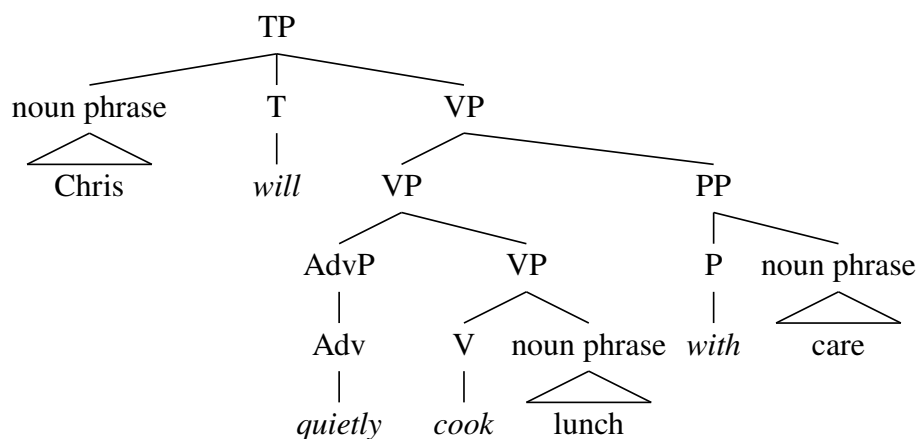 TP
noun phrase T VP
Chris will VP PP
AdvP VP P noun phrase
Adv V noun phrase with care
quietly cook lunch